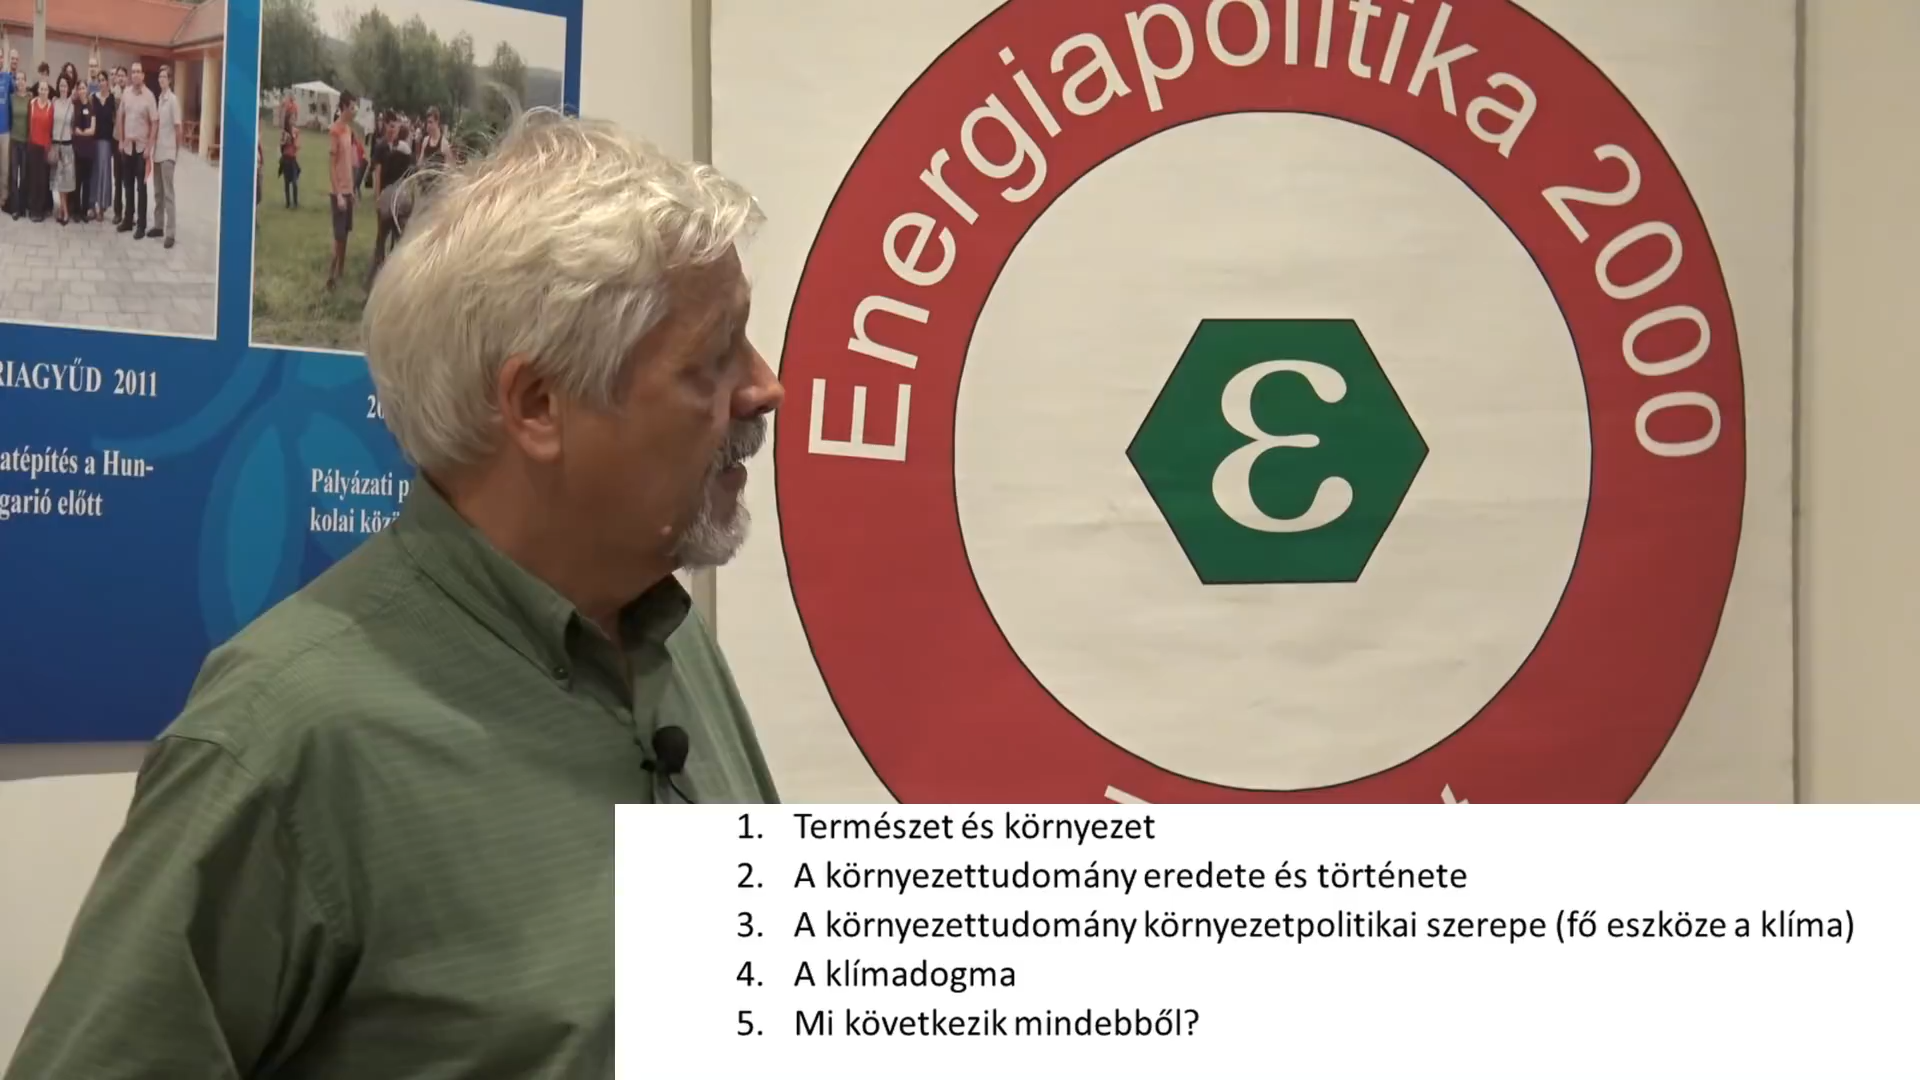 RIAGYŰD 2011
atépítés a Hun-
garió előtt
Pályázati
kolai
Energiapolitika 2000
ε
1. Természet és környezet
2. A környezettudomány eredete és története
3. A környezettudomány környezetpolitikai szerepe (fő eszköze a klíma)
4. A klímadogma
5. Mi következik mindebből?